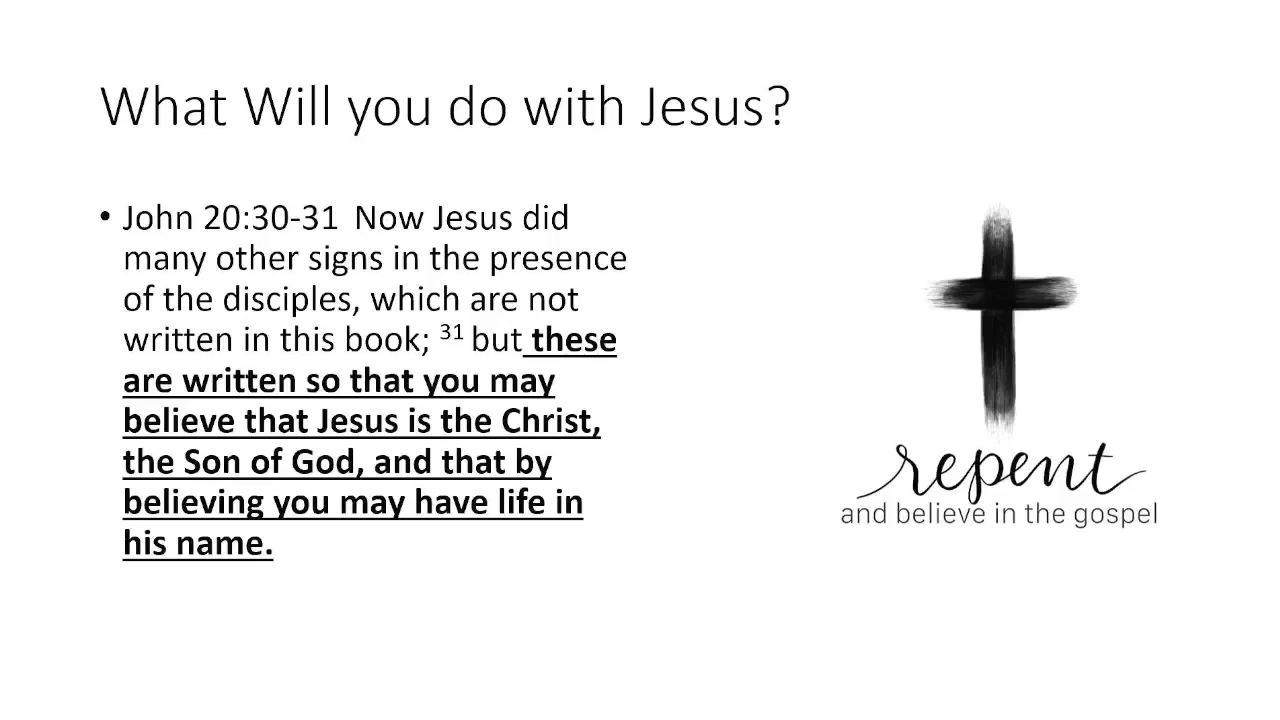 What Will you do with Jesus?
• John 20:30-31  Now Jesus did
many other signs in the presence
of the disciples, which are not
written in this book; 31 but these
are written so that you may
believe that Jesus is the Christ,
the Son of God, and that by
believing you may have life in
his name.
repent
and believe in the gospel